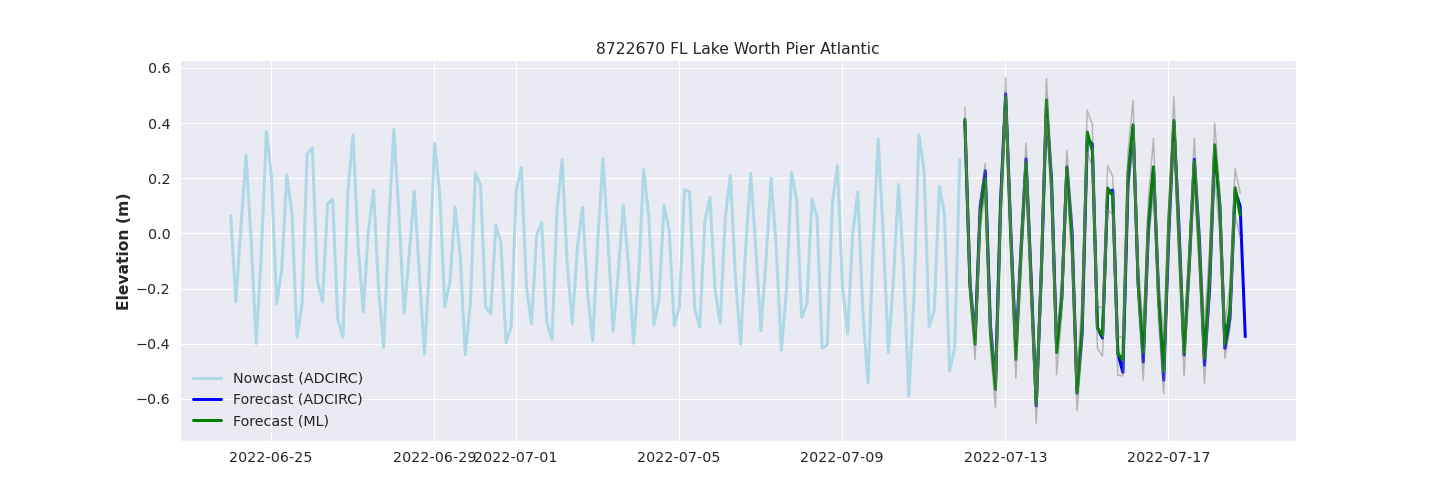 8722670 FL Lake Worth Pier Atlantic
0.6
0.4
0.2
0.0
−0.2
−0.4
−0.6
Elevation (m)
Nowcast (ADCIRC)
Forecast (ADCIRC)
Forecast (ML)
2022-06-25 2022-06-29 2022-07-01 2022-07-05 2022-07-09 2022-07-13 2022-07-17